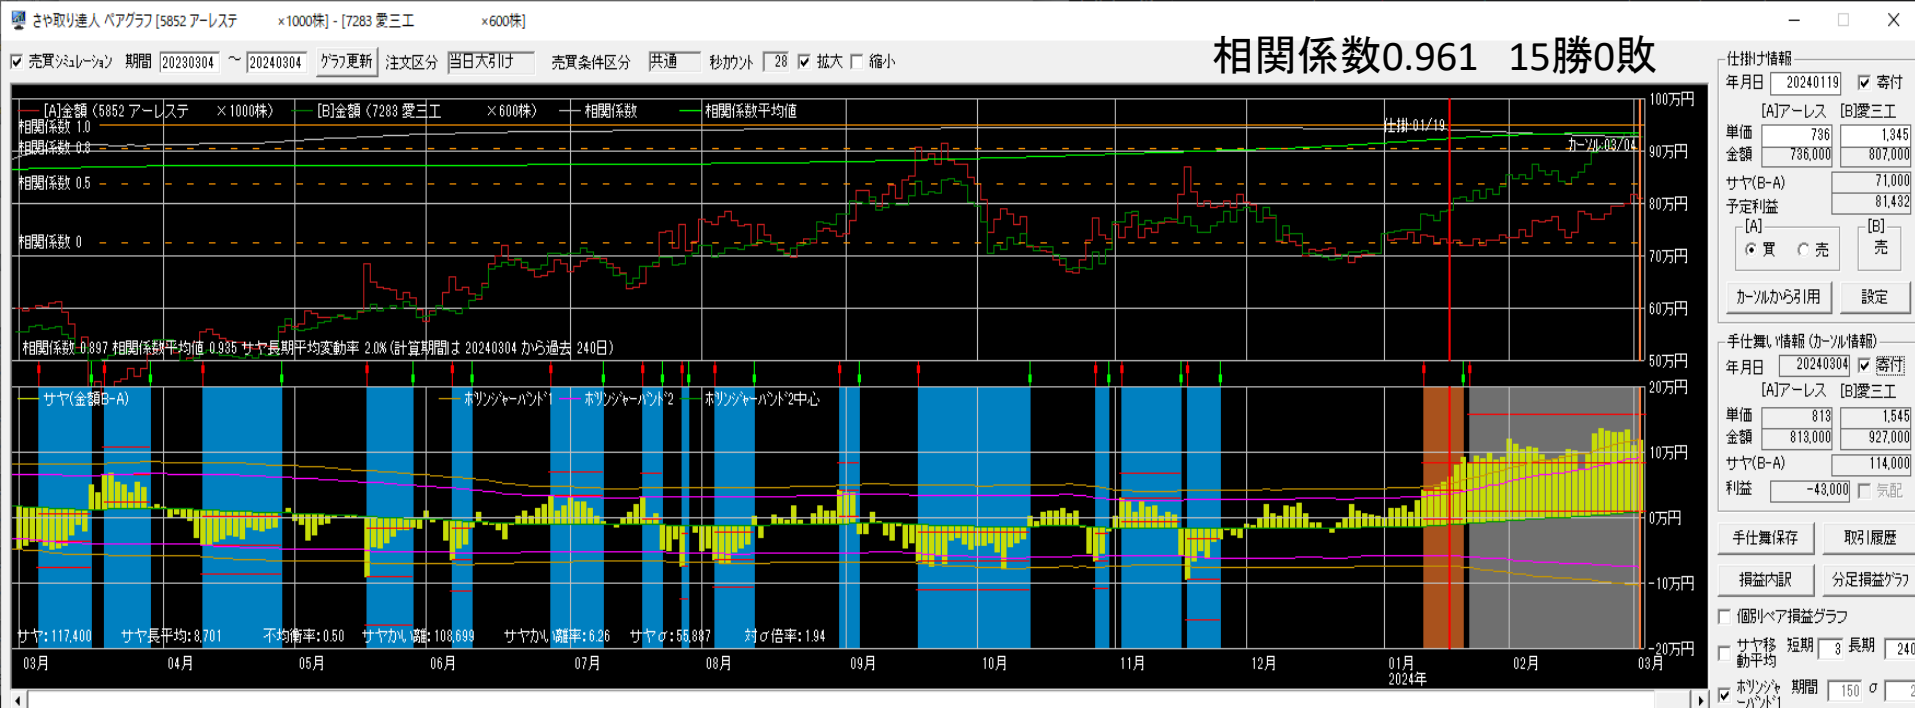 さや取り達人 ペアグラフ [5852 アーレステ ×1000株] - [7283 愛三工 ×600株]
売買シミュレーション 期間 20230304 ～ 20240304 グラフ更新 注文区分 当日大引け 売買条件区分 共通 秒カウント 28 拡大 縮小
相関係数0.961 15勝0敗
[A]金額 (5852 アーレステ ×1000株) [B]金額 (7283 愛三工 ×600株) 相関係数 相関係数平均値
相関係数 1.0
相関係数 0.8
相関係数 0.5
相関係数 0
仕掛:01/19
カーソル:03/04
100万円
90万円
80万円
70万円
60万円
50万円
相関係数 0.897 相関係数平均値 0.935 サヤ長期平均変動率 2.0% (計算期間は 20240304 から過去 240日)
サヤ(金額B-A) ボリンジャーバンド1 ボリンジャーバンド2 ボリンジャーバンド2中心
20万円
10万円
0万円
-10万円
-20万円
サヤ:117,400 サヤ長平均:8,701 不均衡率:0.50 サヤかい離:108,699 サヤかい離率:6.26 サヤσ:55,887 対σ倍率:1.94
03月 04月 05月 06月 07月 08月 09月 10月 11月 12月 01月 02月 03月
2024年
仕掛け情報
年月日 20240119 寄付
[A]アーレス [B]愛三工
単価 736 1,345
金額 736,000 807,000
サヤ(B-A) 71,000
予定利益 81,432
[A] [B]
買 売 売
カーソルから引用 設定
手仕舞い情報 (カーソル情報)
年月日 20240304 寄付
[A]アーレス [B]愛三工
単価 813 1,545
金額 813,000 927,000
サヤ(B-A) 114,000
利益 -43,000 気配
手仕舞保存 取引履歴
損益内訳 分足損益グラフ
個別ペア損益グラフ
サヤ移動平均 短期 3 長期 240
ボリンジャーバンド1 期間 150 σ 2